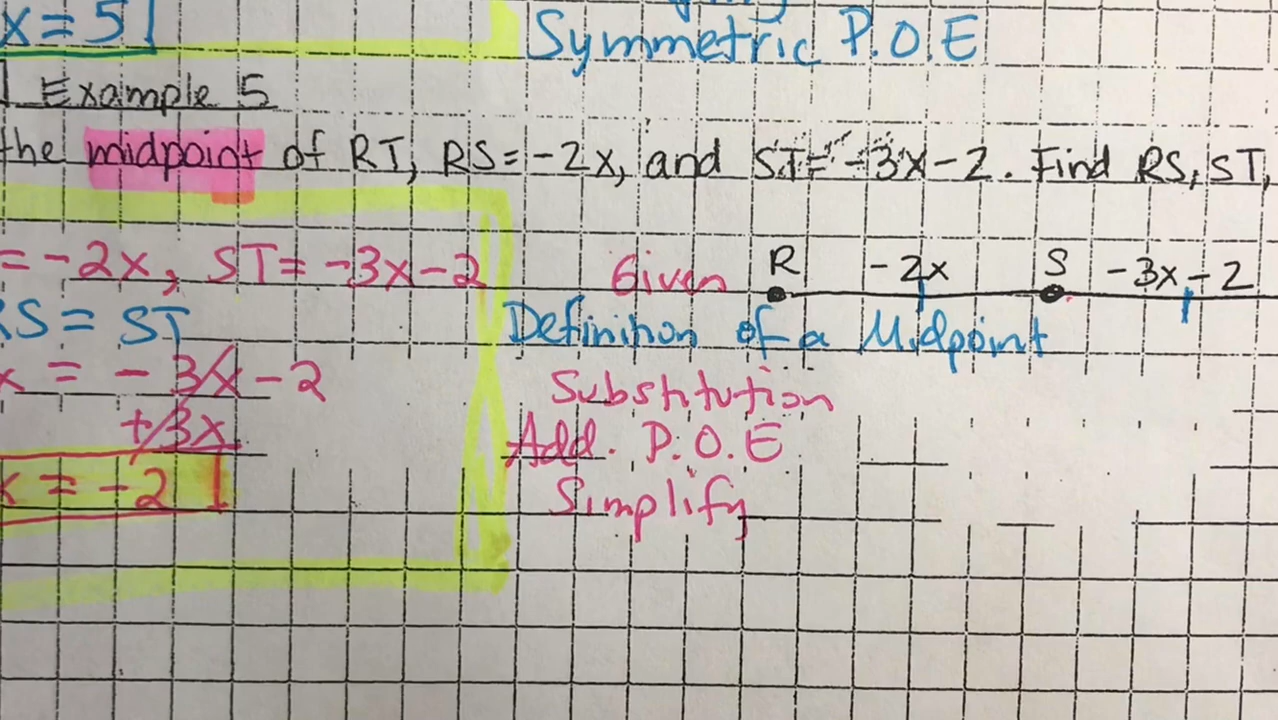 x = 5
Symmetric P.O.E
Example 5
the midpoint of RT, RS = -2x, and ST = -3x - 2. Find RS, ST,
= -2x, ST = -3x - 2 Given
R -2x S -3x - 2
RS = ST Definition of a Midpoint
x = - 3x - 2 Substitution
+ 3x Add. P.O.E
x = -2 Simplify